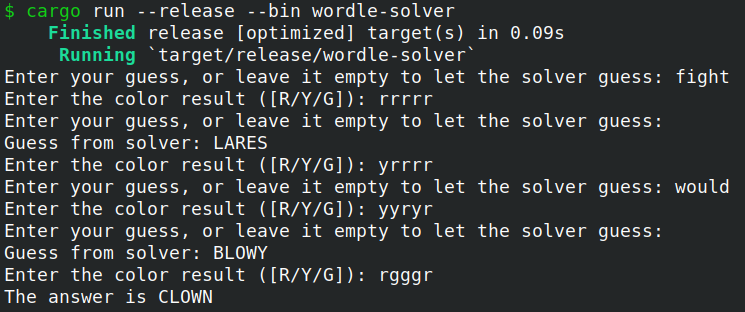 $ cargo run --release --bin wordle-solver
Finished release [optimized] target(s) in 0.09s
Running `target/release/wordle-solver`
Enter your guess, or leave it empty to let the solver guess: fight
Enter the color result ([R/Y/G]): rrrrr
Enter your guess, or leave it empty to let the solver guess:
Guess from solver: LARES
Enter the color result ([R/Y/G]): yrrrr
Enter your guess, or leave it empty to let the solver guess: would
Enter the color result ([R/Y/G]): yyryr
Enter your guess, or leave it empty to let the solver guess:
Guess from solver: BLOWY
Enter the color result ([R/Y/G]): rgggr
The answer is CLOWN